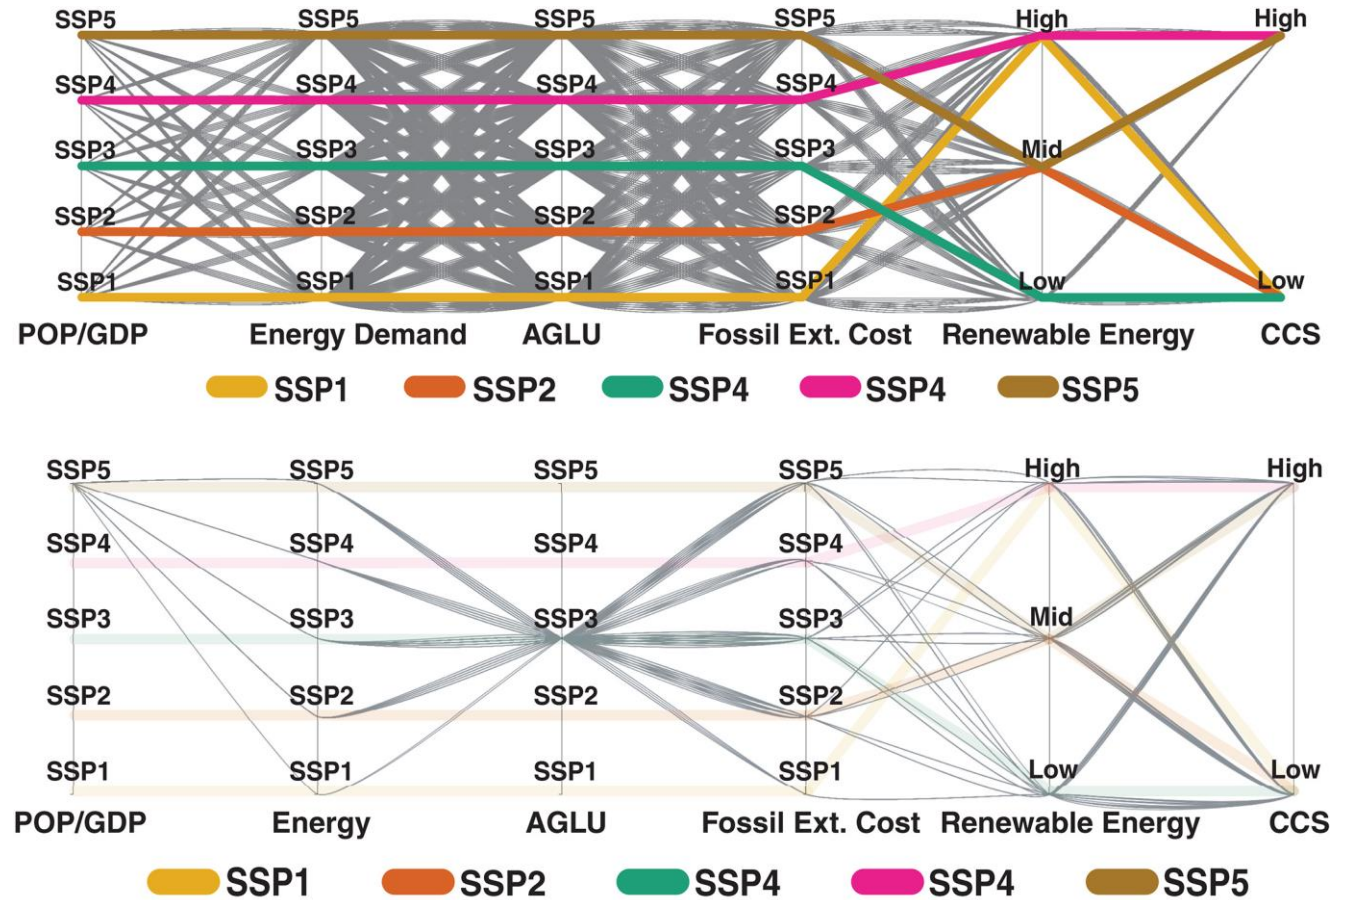 SSP5 SSP5 SSP5 SSP5 High High
SSP4 SSP4 SSP4 SSP4
SSP3 SSP3 SSP3 SSP3 Mid
SSP2 SSP2 SSP2 SSP2
SSP1 SSP1 SSP1 SSP1 Low Low
POP/GDP Energy Demand AGLU Fossil Ext. Cost Renewable Energy CCS
SSP1 SSP2 SSP4 SSP4 SSP5
SSP5 SSP5 SSP5 SSP5 High High
SSP4 SSP4 SSP4 SSP4
SSP3 SSP3 SSP3 SSP3 Mid
SSP2 SSP2 SSP2 SSP2
SSP1 SSP1 SSP1 SSP1 Low Low
POP/GDP Energy AGLU Fossil Ext. Cost Renewable Energy CCS
SSP1 SSP2 SSP4 SSP4 SSP5